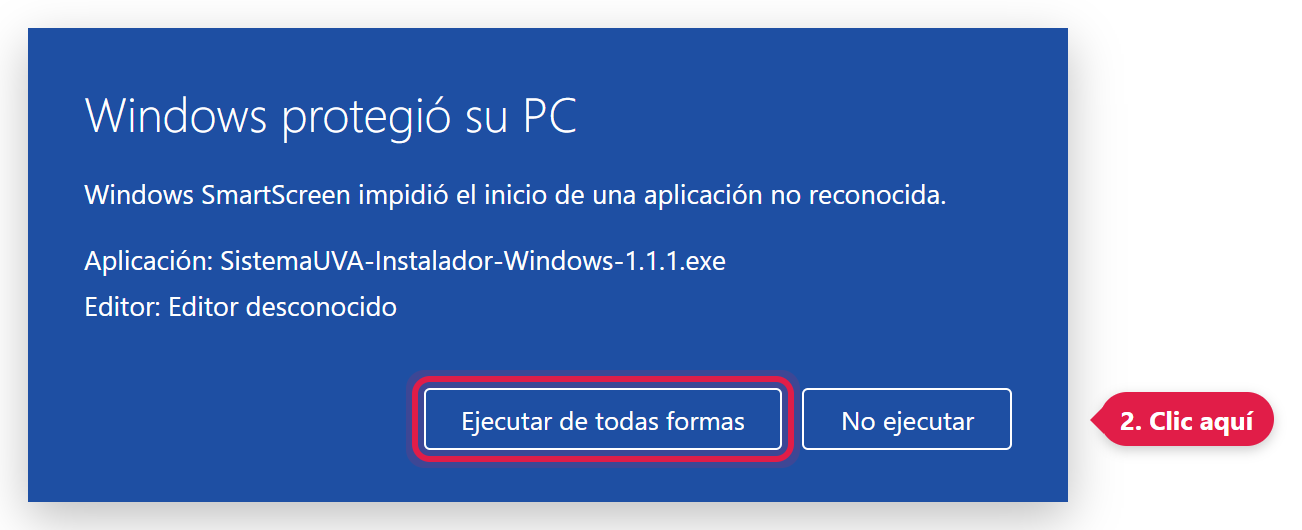 Windows protegió su PC
Windows SmartScreen impidió el inicio de una aplicación no reconocida.
Aplicación: SistemaUVA-Instalador-Windows-1.1.1.exe
Editor: Editor desconocido
Ejecutar de todas formas
No ejecutar
2. Clic aquí